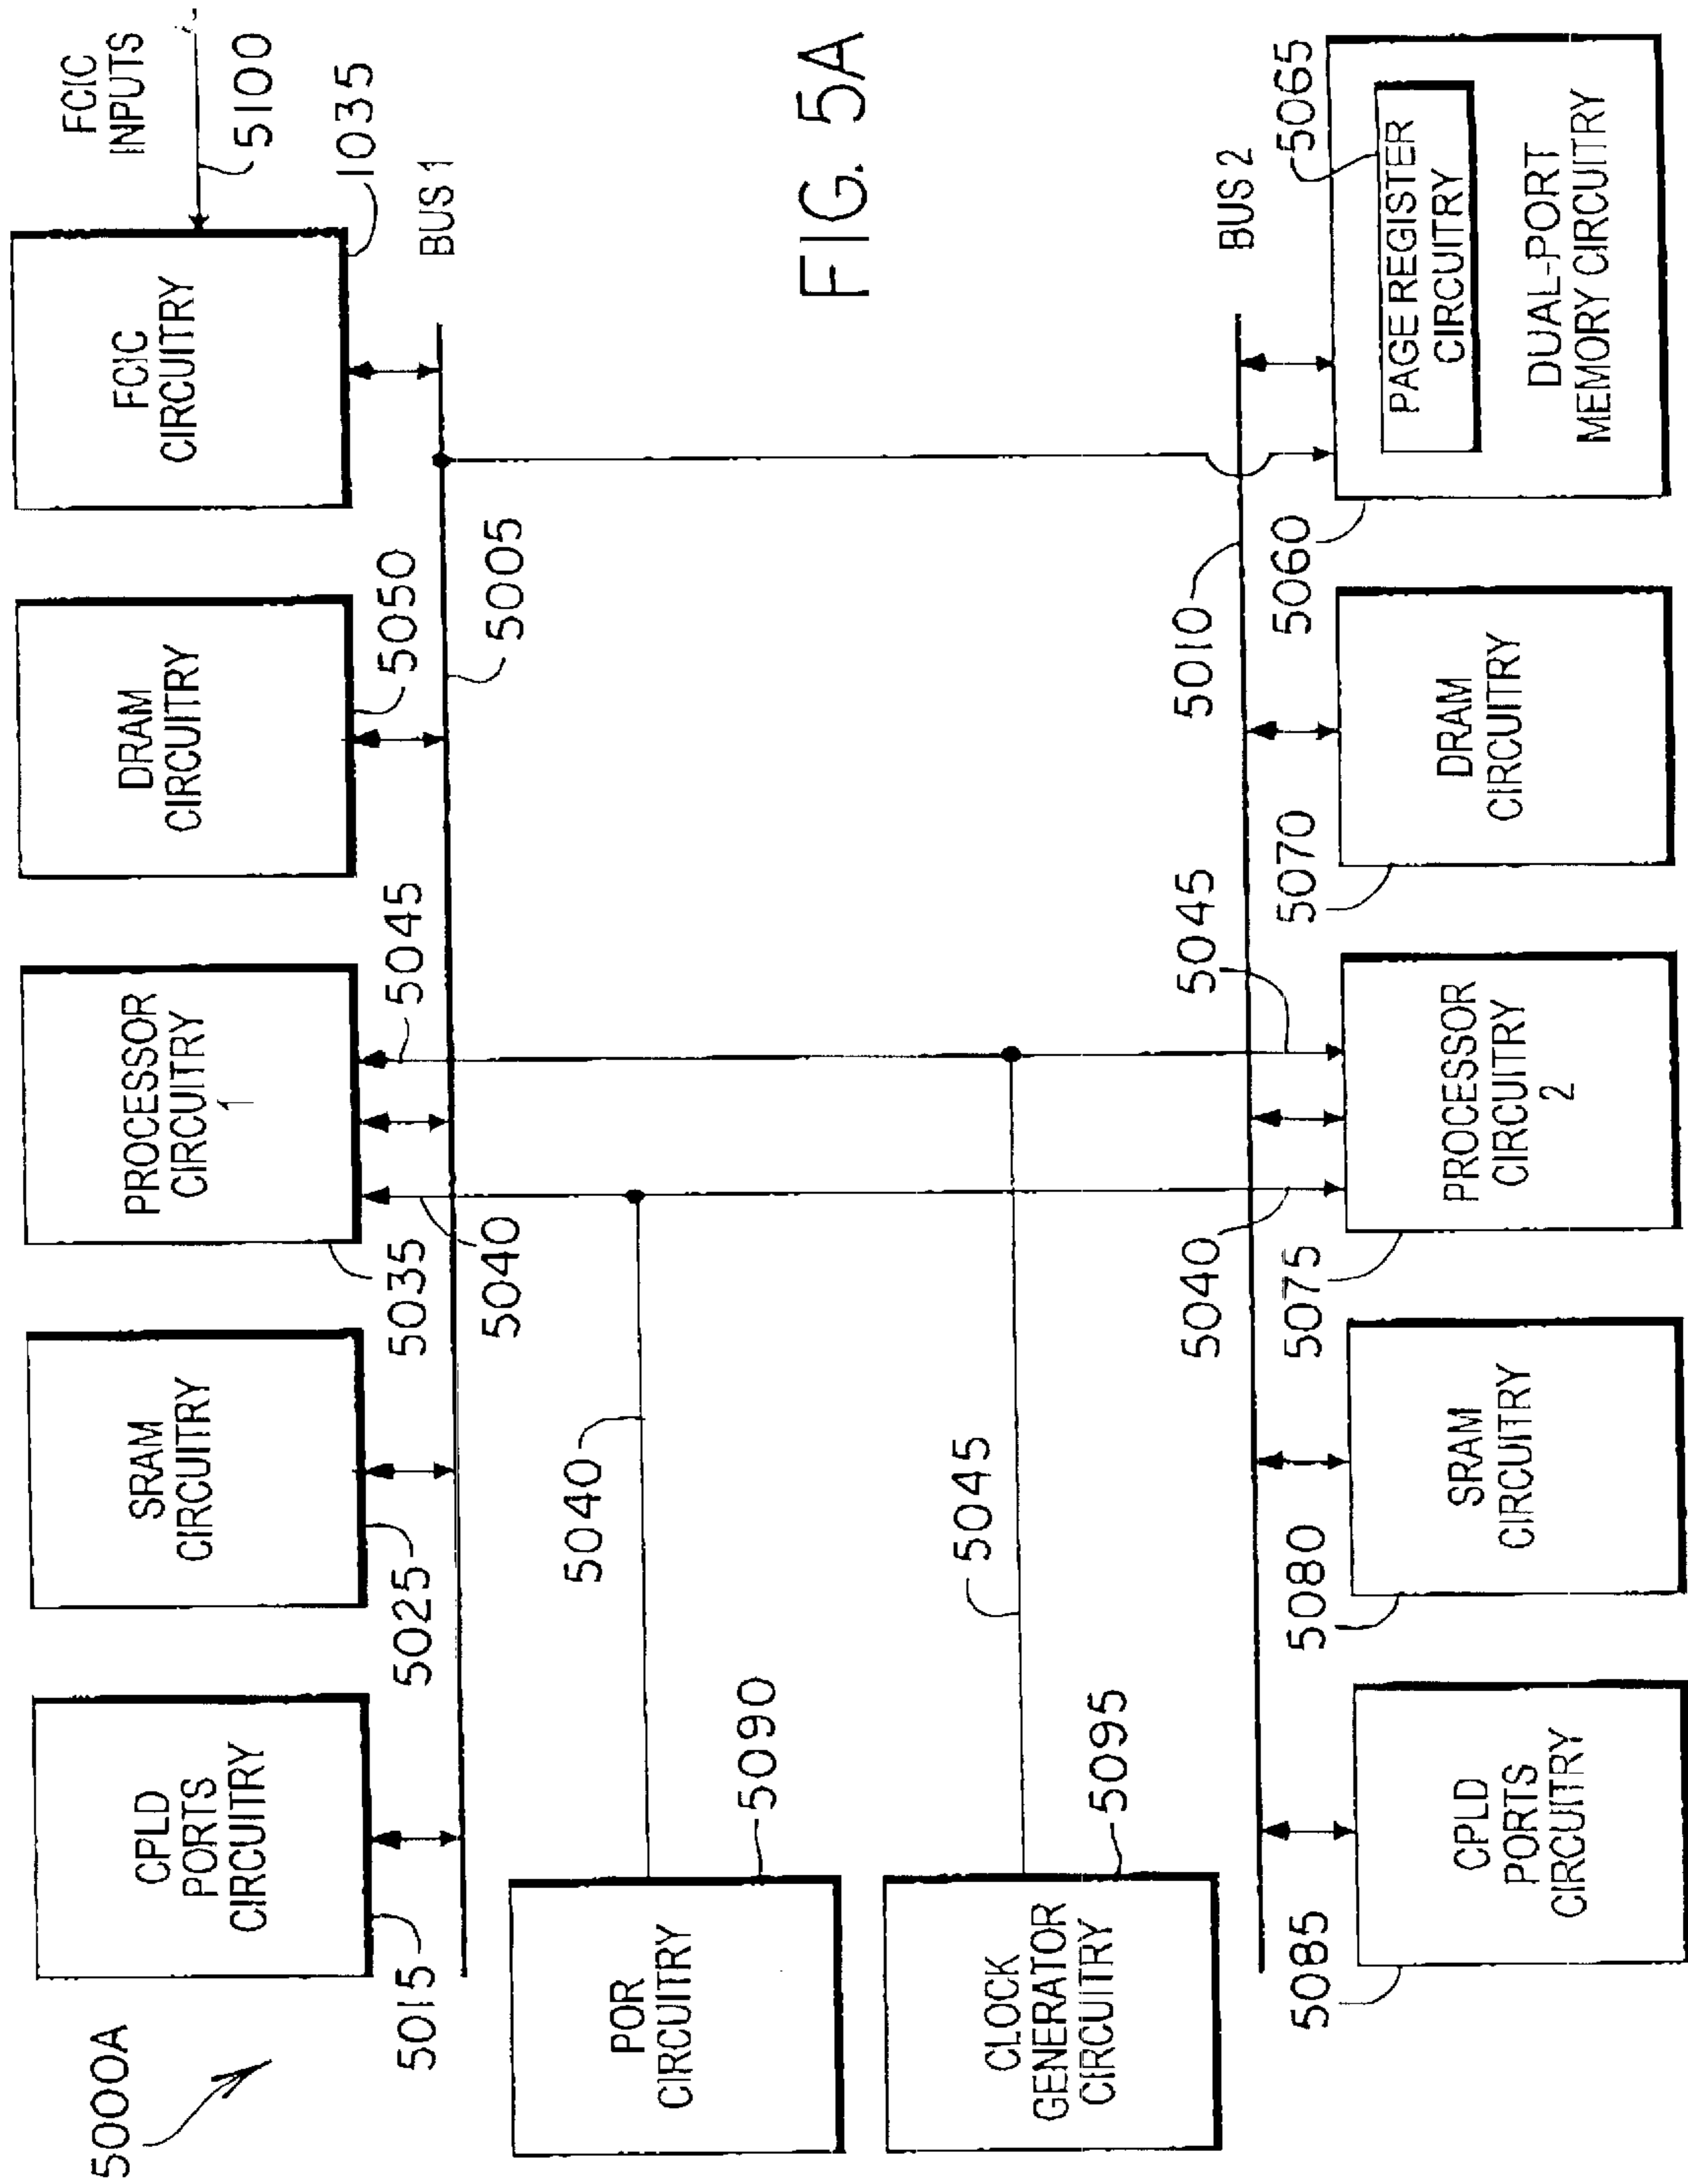 5000A
CPLD
PORTS
CIRCUITRY
5015
SRAM
CIRCUITRY
5025
PROCESSOR
CIRCUITRY
1
5035
5040
5045
DRAM
CIRCUITRY
5050
5005
FCIC
CIRCUITRY
FCIC
INPUTS
5100
1035
BUS 1
POR
CIRCUITRY
5090
5040
CLOCK
GENERATOR
CIRCUITRY
5095
5045
FIG. 5A
BUS 2
5010
5040
5045
5085
CPLD
PORTS
CIRCUITRY
5080
SRAM
CIRCUITRY
5075
PROCESSOR
CIRCUITRY
2
5070
DRAM
CIRCUITRY
5060
5065
PAGE REGISTER
CIRCUITRY
DUAL-PORT
MEMORY CIRCUITRY